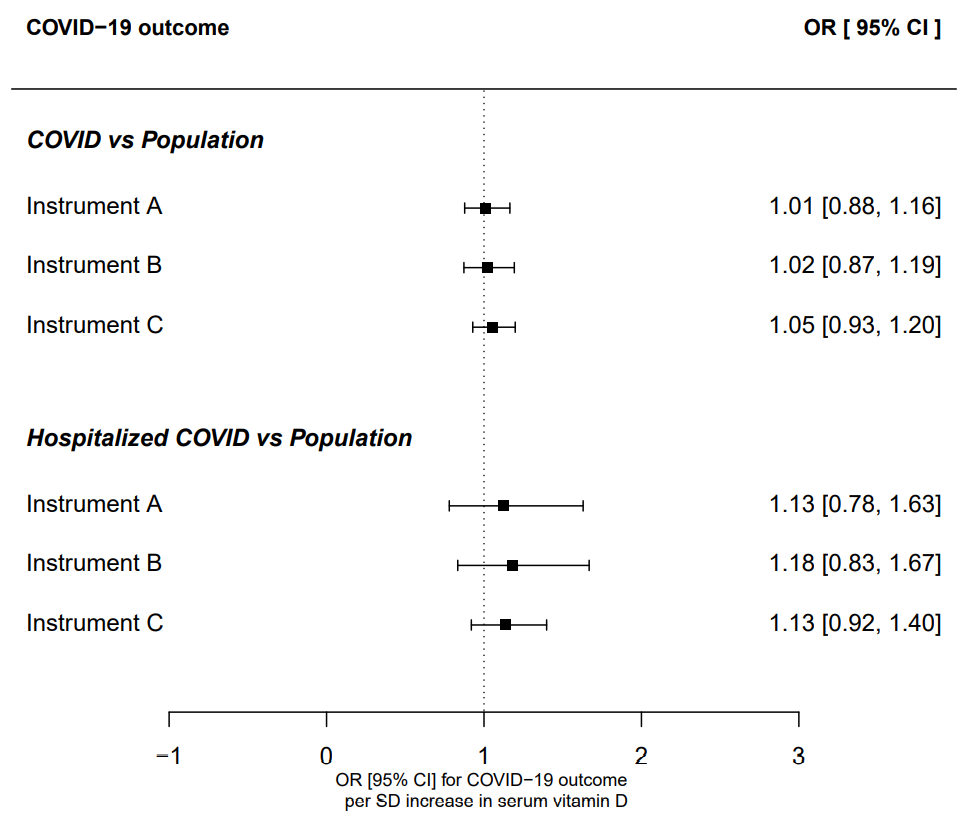 COVID−19 outcome OR [ 95% CI ]
COVID vs Population
Instrument A 1.01 [0.88, 1.16]
Instrument B 1.02 [0.87, 1.19]
Instrument C 1.05 [0.93, 1.20]
Hospitalized COVID vs Population
Instrument A 1.13 [0.78, 1.63]
Instrument B 1.18 [0.83, 1.67]
Instrument C 1.13 [0.92, 1.40]
−1 0 1 2 3
OR [95% CI] for COVID−19 outcome
per SD increase in serum vitamin D